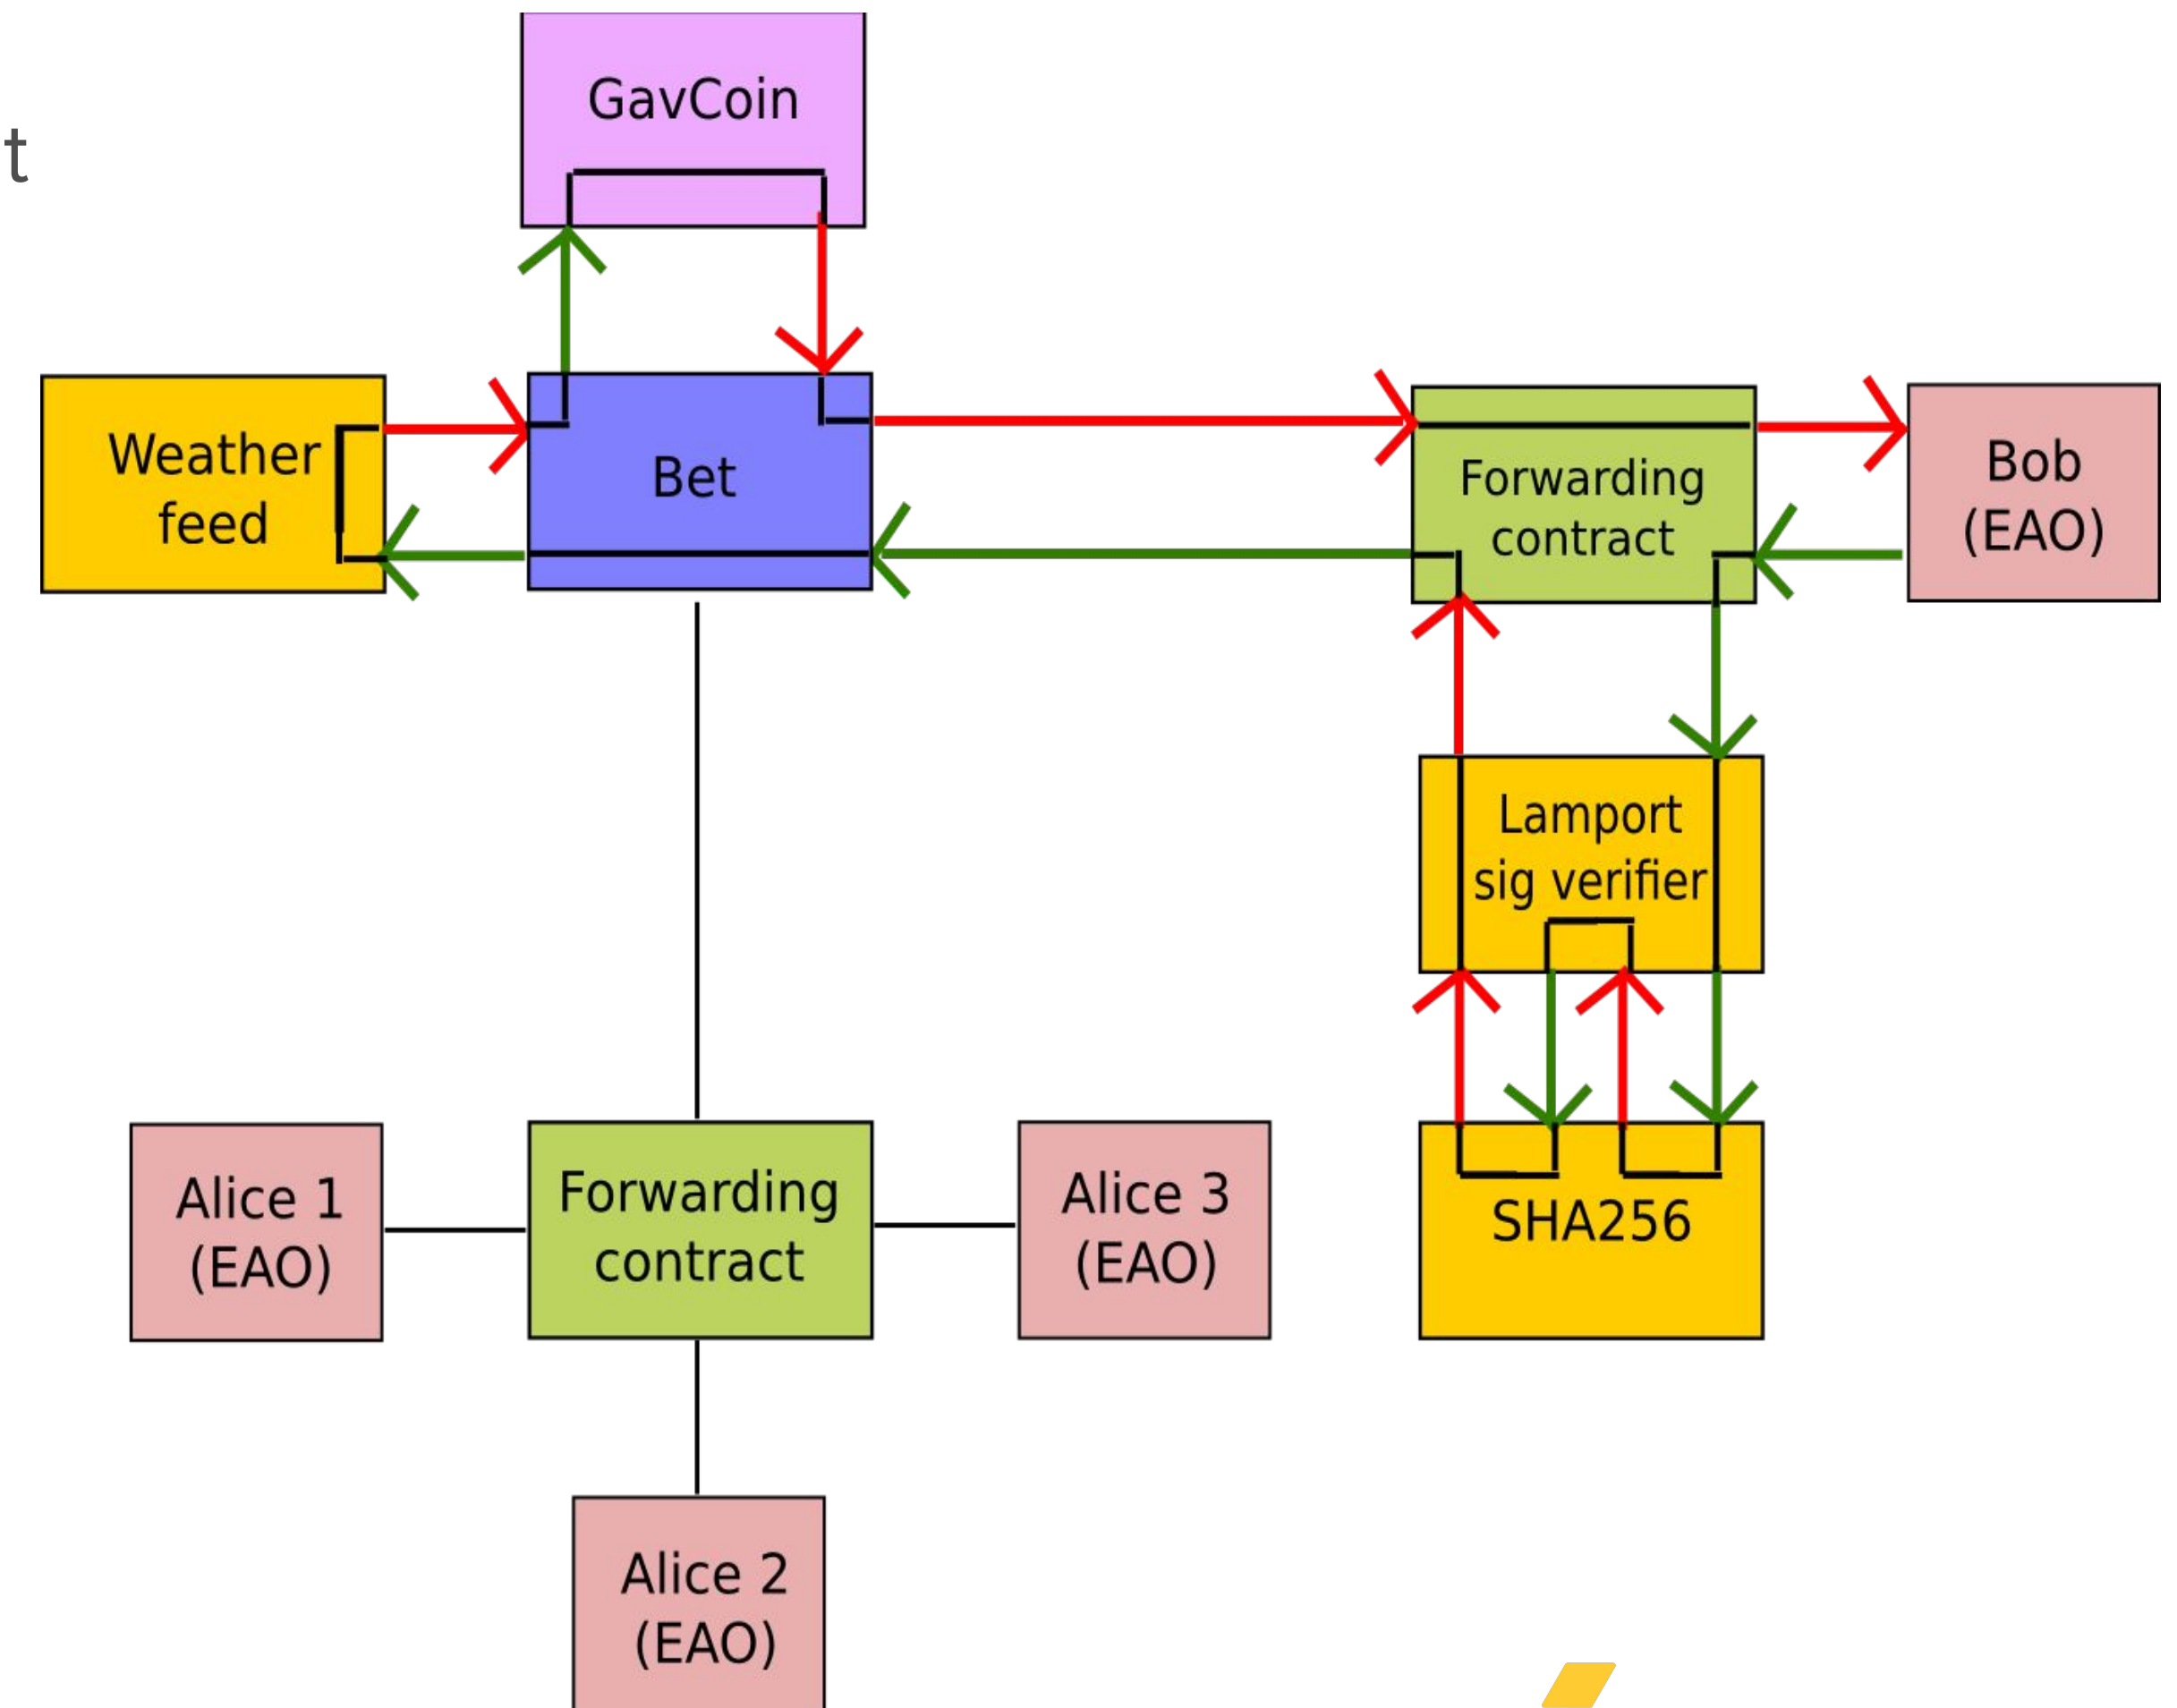 GavCoin
t
Weather
feed
Bet
Forwarding
contract
Bob
(EAO)
Lamport
sig verifier
Alice 1
(EAO)
Forwarding
contract
Alice 3
(EAO)
SHA256
Alice 2
(EAO)